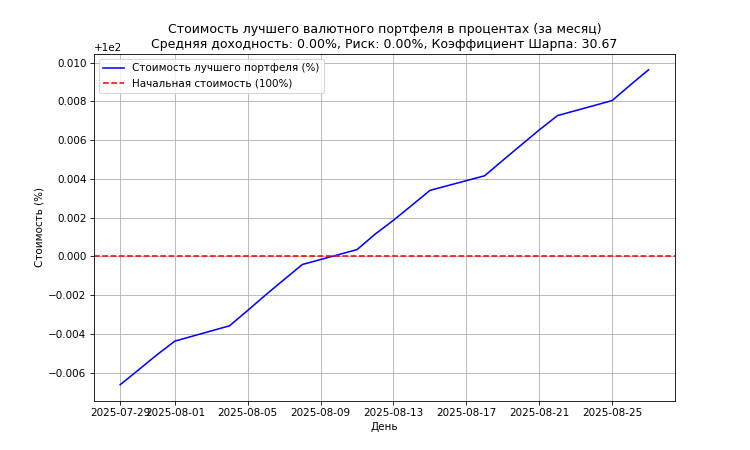 Стоимость лучшего валютного портфеля в процентах (за месяц)
Средняя доходность: 0.00%, Риск: 0.00%, Коэффициент Шарпа: 30.67
+1e2
Стоимость лучшего портфеля (%)
Начальная стоимость (100%)
0.010
0.008
0.006
0.004
0.002
0.000
−0.002
−0.004
−0.006
Стоимость (%)
2025-07-29 2025-08-01 2025-08-05 2025-08-09 2025-08-13 2025-08-17 2025-08-21 2025-08-25
День